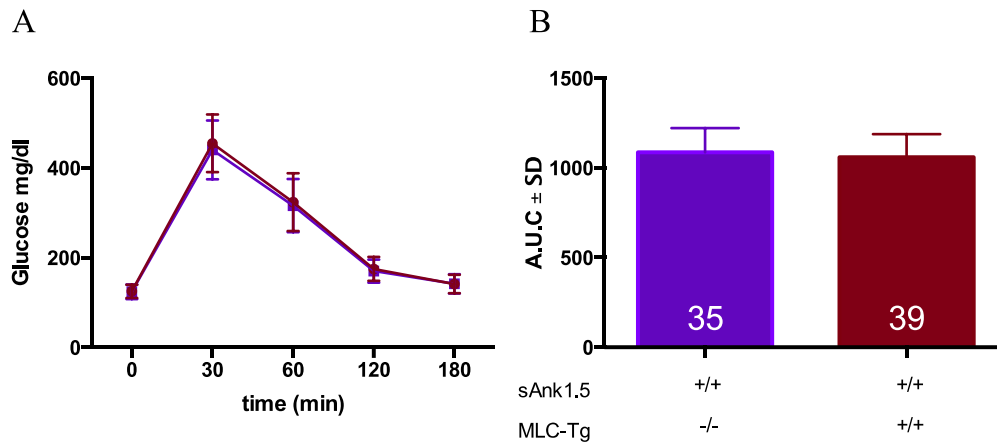 A
B
600
400
200
0
Glucose mg/dl
0 30 60 120 180
time (min)
1500
1000
500
0
A.U.C ± SD
35 39
sAnk1.5 +/+ +/+
MLC-Tg -/- +/+